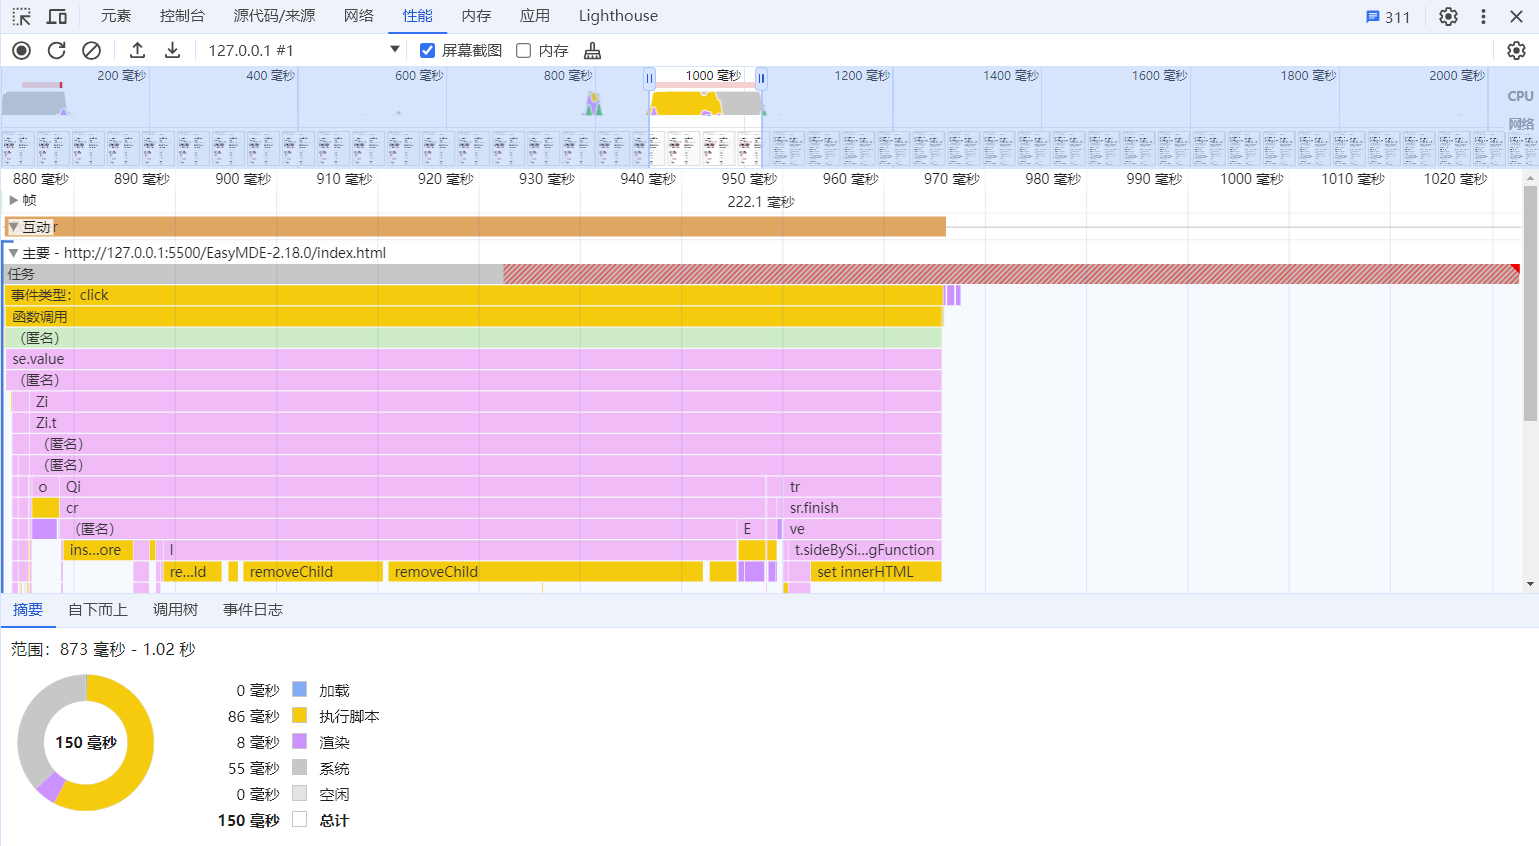 元素 控制台 源代码/来源 网络 性能 内存 应用 Lighthouse 311
127.0.0.1 #1 屏幕截图 内存
200 毫秒 400 毫秒 600 毫秒 800 毫秒 1000 毫秒 1200 毫秒 1400 毫秒 1600 毫秒 1800 毫秒 2000 毫秒
CPU
网络
880 毫秒 890 毫秒 900 毫秒 910 毫秒 920 毫秒 930 毫秒 940 毫秒 950 毫秒 960 毫秒 970 毫秒 980 毫秒 990 毫秒 1000 毫秒 1010 毫秒 1020 毫秒
帧 222.1 毫秒
互动 r
主要 - http://127.0.0.1:5500/EasyMDE-2.18.0/index.html
任务
事件类型：click
函数调用
（匿名）
se.value
（匿名）
Zi
Zi.t
（匿名）
（匿名）
o Qi tr
cr sr.finish
（匿名） E ve
ins...ore l t.sideBySi...gFunction
re...ld removeChild removeChild set innerHTML
摘要 自下而上 调用树 事件日志
范围：873 毫秒 - 1.02 秒
150 毫秒
0 毫秒 加载
86 毫秒 执行脚本
8 毫秒 渲染
55 毫秒 系统
0 毫秒 空闲
150 毫秒 总计